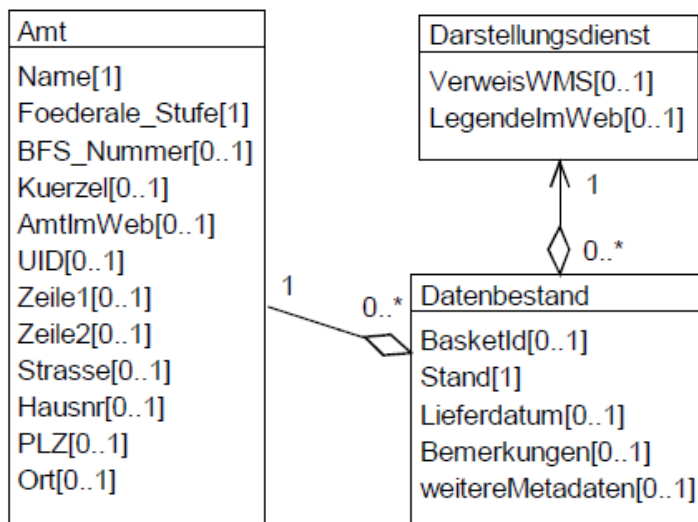 Amt
Name[1]
Foederale_Stufe[1]
BFS_Nummer[0..1]
Kuerzel[0..1]
AmtImWeb[0..1]
UID[0..1]
Zeile1[0..1]
Zeile2[0..1]
Strasse[0..1]
Hausnr[0..1]
PLZ[0..1]
Ort[0..1]
Darstellungsdienst
VerweisWMS[0..1]
LegendeImWeb[0..1]
1
0..*
1
0..*
Datenbestand
BasketId[0..1]
Stand[1]
Lieferdatum[0..1]
Bemerkungen[0..1]
weitereMetadaten[0..1]